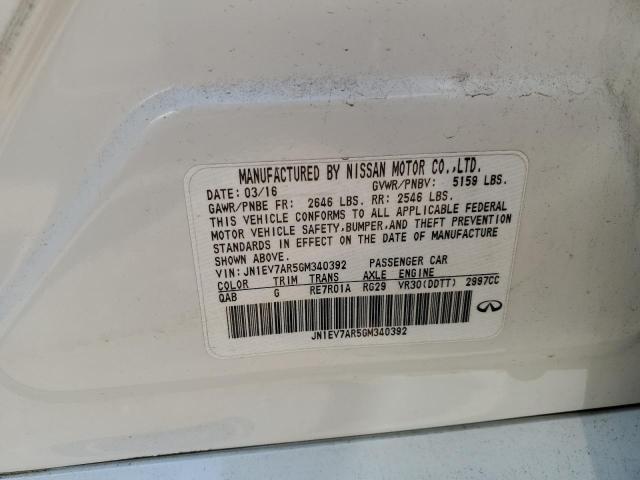 MANUFACTURED BY NISSAN MOTOR CO.,LTD.
DATE: 03/16 GVWR/PNBV: 5159 LBS.
GAWR/PNBE FR: 2646 LBS. RR: 2546 LBS.
THIS VEHICLE CONFORMS TO ALL APPLICABLE FEDERAL
MOTOR VEHICLE SAFETY, BUMPER, AND THEFT PREVENTION
STANDARDS IN EFFECT ON THE DATE OF MANUFACTURE
SHOWN ABOVE.
VIN: JN1EV7AR5GM340392 PASSENGER CAR
COLOR TRIM TRANS AXLE ENGINE
QAB G RE7R01A RG29 VR30(DDTT) 2997CC
JN1EV7AR5GM340392